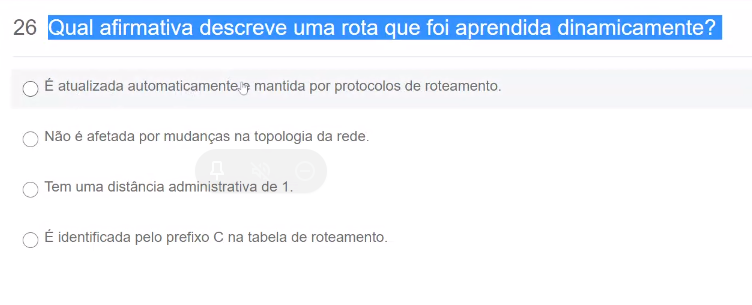 26 Qual afirmativa descreve uma rota que foi aprendida dinamicamente?
É atualizada automaticamente e mantida por protocolos de roteamento.
Não é afetada por mudanças na topologia da rede.
Tem uma distância administrativa de 1.
É identificada pelo prefixo C na tabela de roteamento.